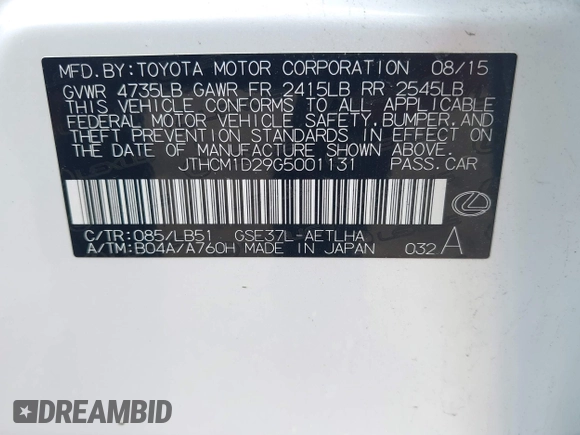 MFD. BY: TOYOTA MOTOR CORPORATION 08/15
GVWR 4735LB GAWR FR 2415LB RR 2545LB
THIS VEHICLE CONFORMS TO ALL APPLICABLE
FEDERAL MOTOR VEHICLE SAFETY, BUMPER, AND
THEFT PREVENTION STANDARDS IN EFFECT ON
THE DATE OF MANUFACTURE SHOWN ABOVE.
JTHCM1D29G5001131 PASS. CAR
C/TR: 085/LB51 GSE37L-AETLHA
A/TM: B04A/A760H MADE IN JAPAN 032 A
DREAMBID